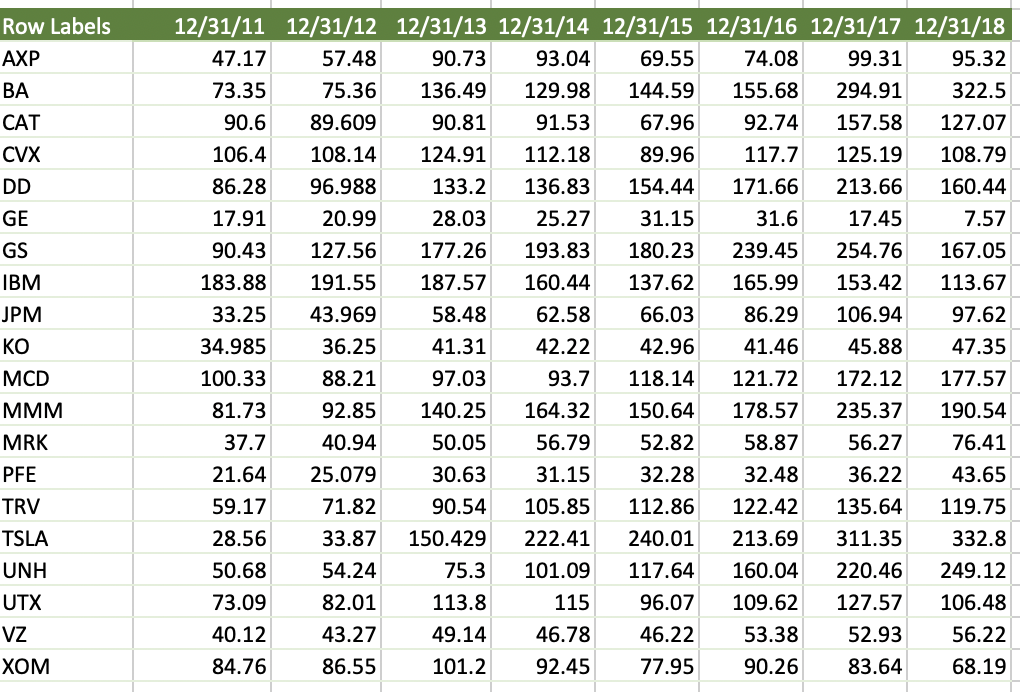 Row Labels 12/31/11 12/31/12 12/31/13 12/31/14 12/31/15 12/31/16 12/31/17 12/31/18
AXP 47.17 57.48 90.73 93.04 69.55 74.08 99.31 95.32
BA 73.35 75.36 136.49 129.98 144.59 155.68 294.91 322.5
CAT 90.6 89.609 90.81 91.53 67.96 92.74 157.58 127.07
CVX 106.4 108.14 124.91 112.18 89.96 117.7 125.19 108.79
DD 86.28 96.988 133.2 136.83 154.44 171.66 213.66 160.44
GE 17.91 20.99 28.03 25.27 31.15 31.6 17.45 7.57
GS 90.43 127.56 177.26 193.83 180.23 239.45 254.76 167.05
IBM 183.88 191.55 187.57 160.44 137.62 165.99 153.42 113.67
JPM 33.25 43.969 58.48 62.58 66.03 86.29 106.94 97.62
KO 34.985 36.25 41.31 42.22 42.96 41.46 45.88 47.35
MCD 100.33 88.21 97.03 93.7 118.14 121.72 172.12 177.57
MMM 81.73 92.85 140.25 164.32 150.64 178.57 235.37 190.54
MRK 37.7 40.94 50.05 56.79 52.82 58.87 56.27 76.41
PFE 21.64 25.079 30.63 31.15 32.28 32.48 36.22 43.65
TRV 59.17 71.82 90.54 105.85 112.86 122.42 135.64 119.75
TSLA 28.56 33.87 150.429 222.41 240.01 213.69 311.35 332.8
UNH 50.68 54.24 75.3 101.09 117.64 160.04 220.46 249.12
UTX 73.09 82.01 113.8 115 96.07 109.62 127.57 106.48
VZ 40.12 43.27 49.14 46.78 46.22 53.38 52.93 56.22
XOM 84.76 86.55 101.2 92.45 77.95 90.26 83.64 68.19